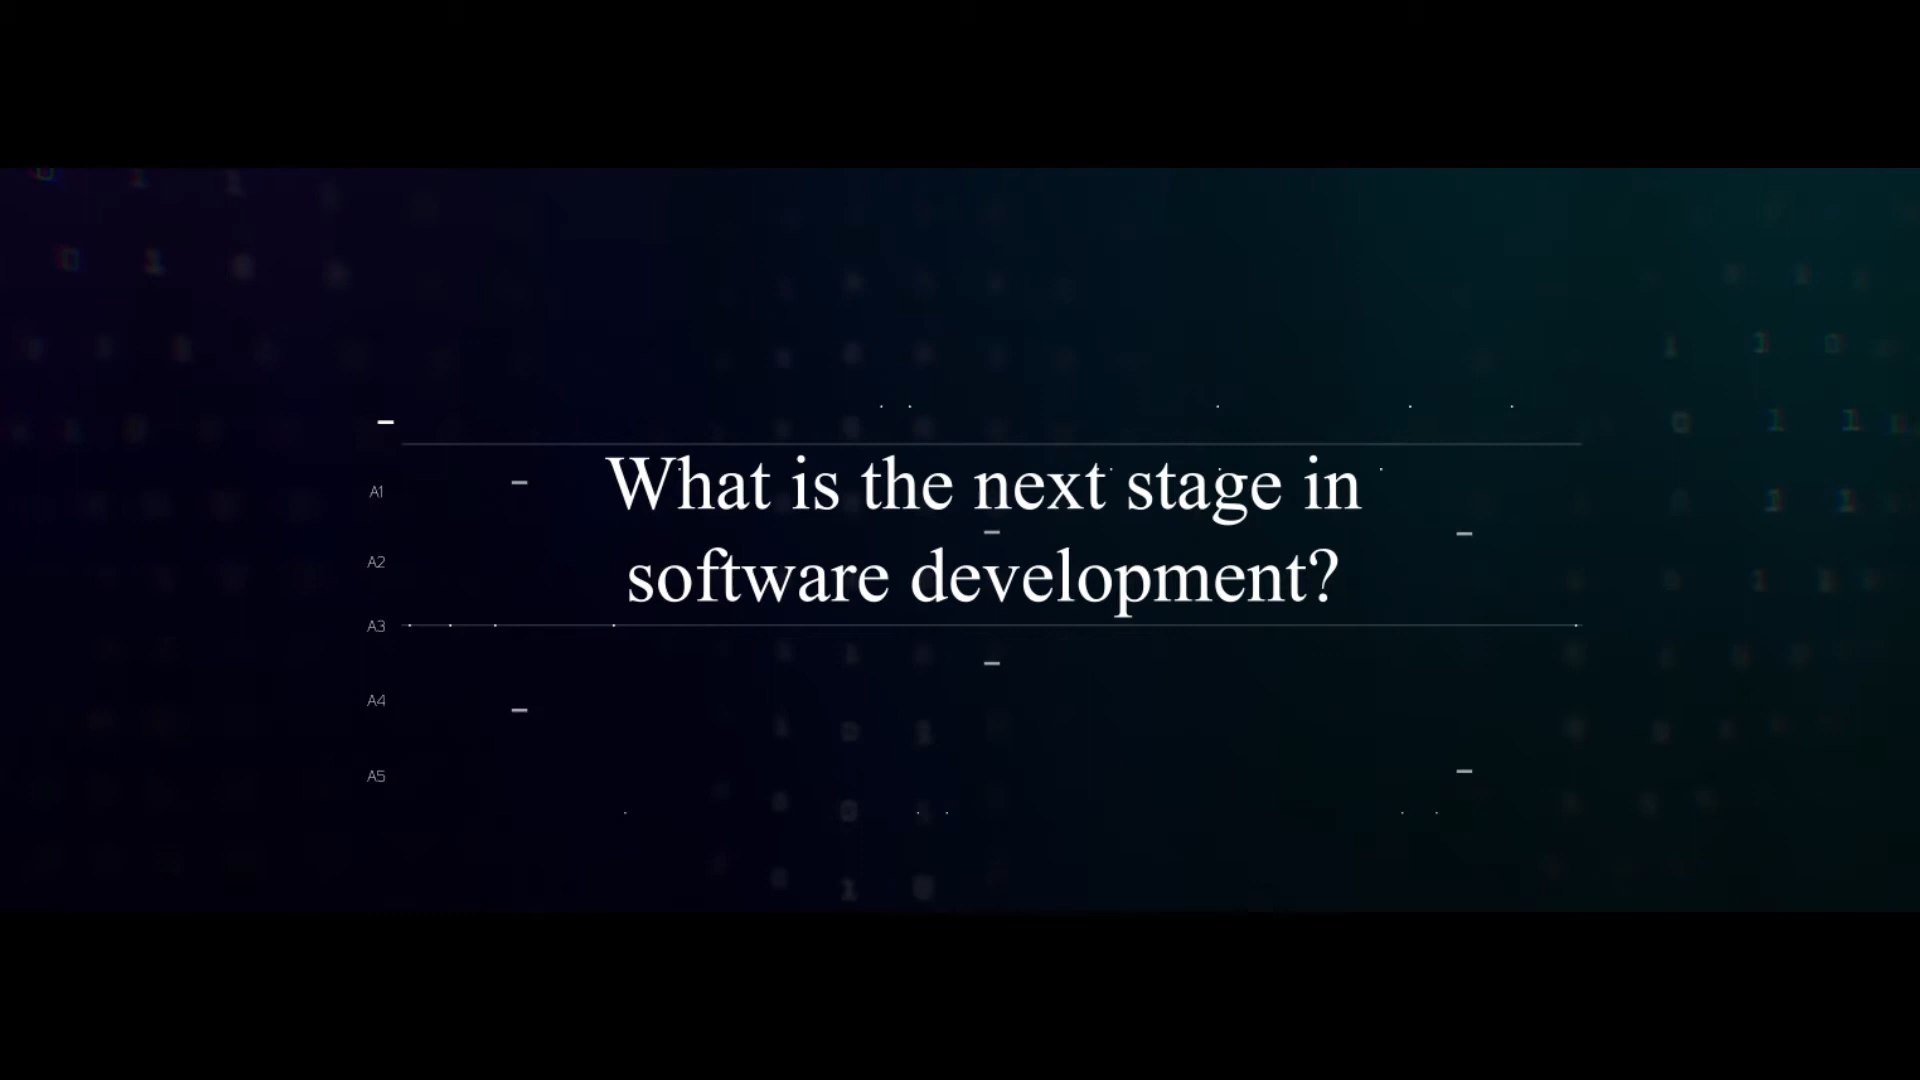 What is the next stage in
software development?
A1
A2
A3
A4
A5